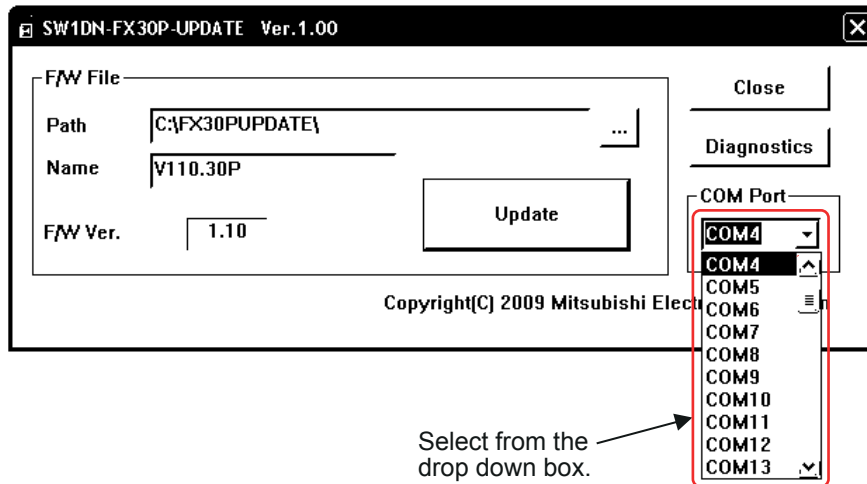 SW1DN-FX30P-UPDATE Ver.1.00
F/W File
Path C:\FX30PUPDATE\ ...
Name V110.30P
F/W Ver. 1.10
Update
Close
Diagnostics
COM Port
COM4
COM4
COM5
COM6
COM7
COM8
COM9
COM10
COM11
COM12
COM13
Copyright(C) 2009 Mitsubishi
Select from the
drop down box.